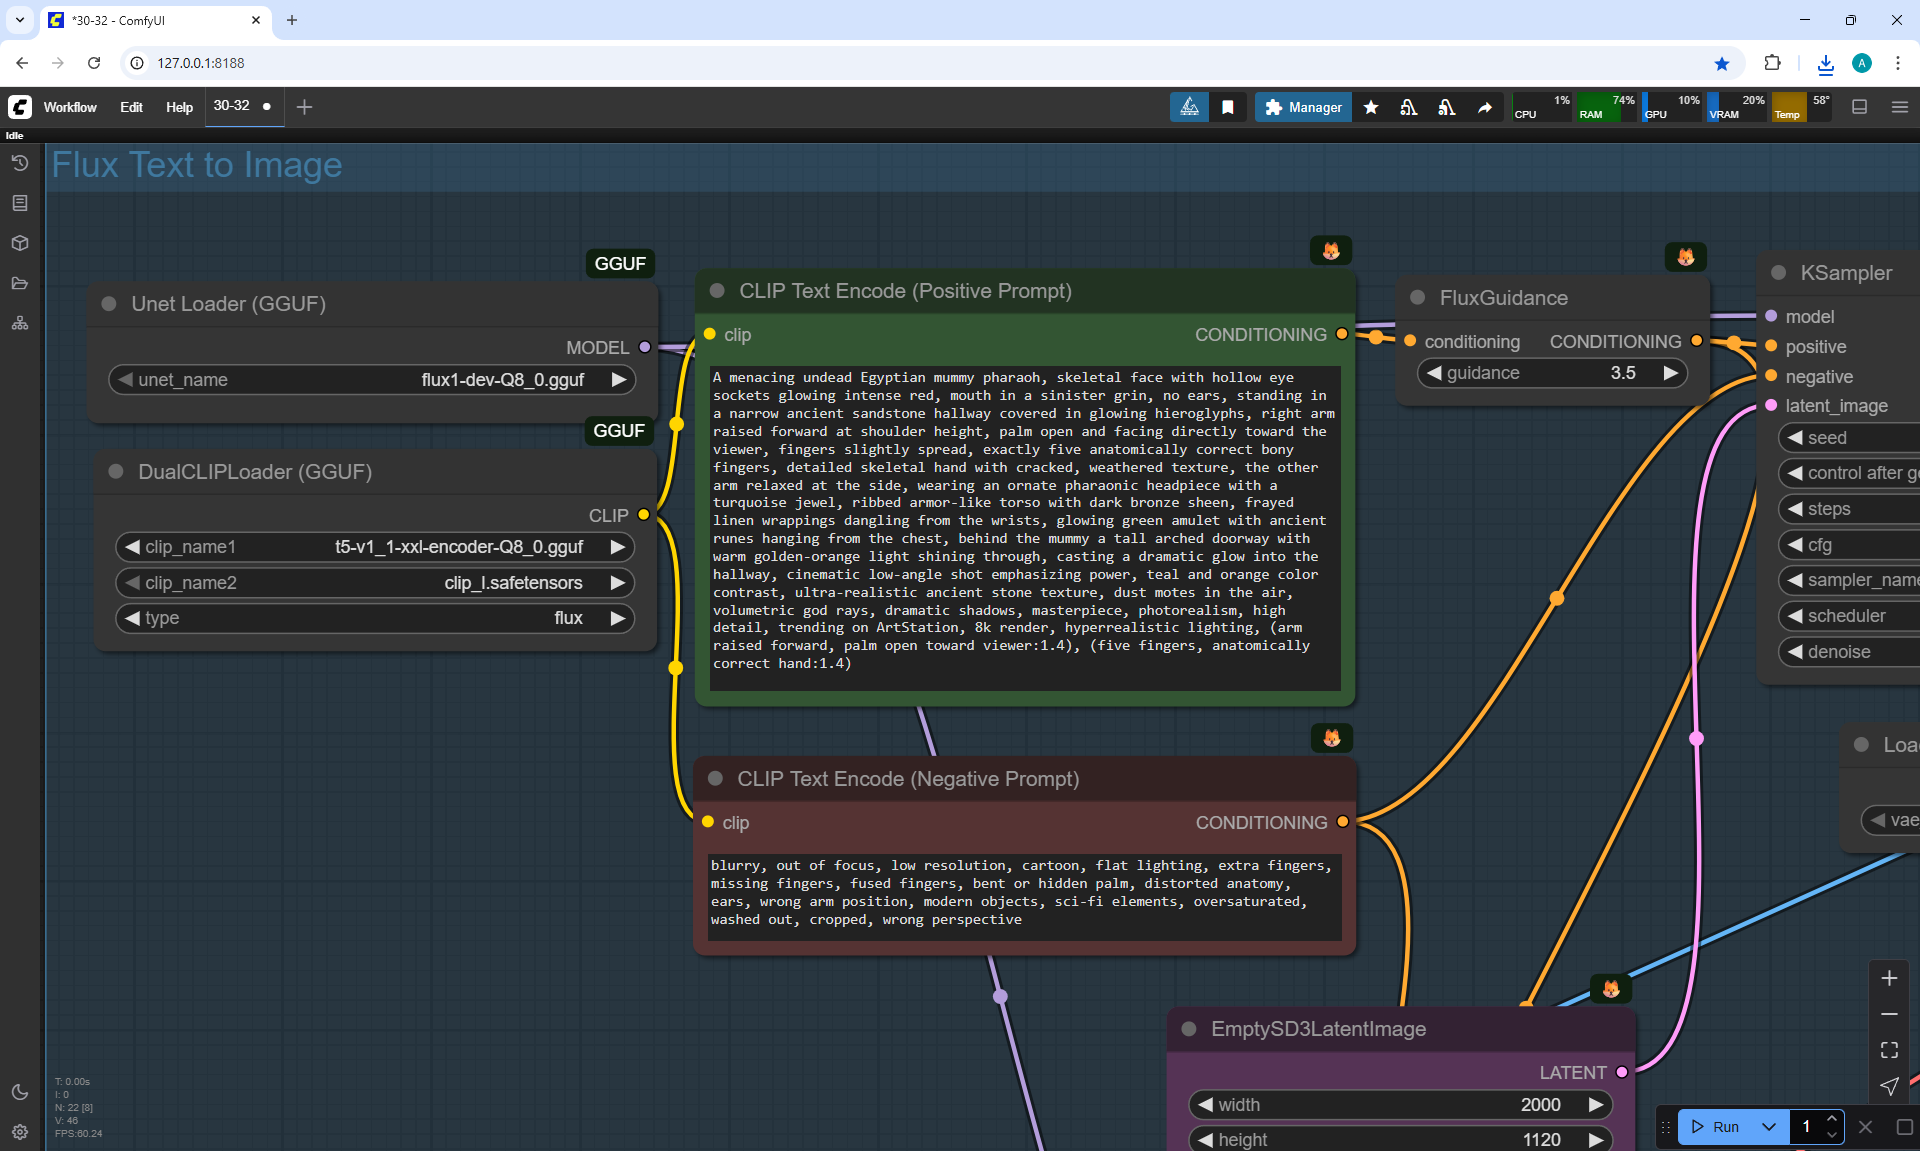 *30-32 - ComfyUI
127.0.0.1:8188
A
Workflow Edit Help 30-32
Manager
CPU 1%
RAM 74%
GPU 10%
VRAM 20%
Temp 58°
Idle
Flux Text to Image
GGUF
Unet Loader (GGUF)
MODEL
unet_name flux1-dev-Q8_0.gguf
GGUF
DualCLIPLoader (GGUF)
CLIP
clip_name1 t5-v1_1-xxl-encoder-Q8_0.gguf
clip_name2 clip_l.safetensors
type flux
CLIP Text Encode (Positive Prompt)
clip CONDITIONING
A menacing undead Egyptian mummy pharaoh, skeletal face with hollow eye
sockets glowing intense red, mouth in a sinister grin, no ears, standing in
a narrow ancient sandstone hallway covered in glowing hieroglyphs, right arm
raised forward at shoulder height, palm open and facing directly toward the
viewer, fingers slightly spread, exactly five anatomically correct bony
fingers, detailed skeletal hand with cracked, weathered texture, the other
arm relaxed at the side, wearing an ornate pharaonic headpiece with a
turquoise jewel, ribbed armor-like torso with dark bronze sheen, frayed
linen wrappings dangling from the wrists, glowing green amulet with ancient
runes hanging from the chest, behind the mummy a tall arched doorway with
warm golden-orange light shining through, casting a dramatic glow into the
hallway, cinematic low-angle shot emphasizing power, teal and orange color
contrast, ultra-realistic ancient stone texture, dust motes in the air,
volumetric god rays, dramatic shadows, masterpiece, photorealism, high
detail, trending on ArtStation, 8k render, hyperrealistic lighting, (arm
raised forward, palm open toward viewer:1.4), (five fingers, anatomically
correct hand:1.4)
CLIP Text Encode (Negative Prompt)
clip CONDITIONING
blurry, out of focus, low resolution, cartoon, flat lighting, extra fingers,
missing fingers, fused fingers, bent or hidden palm, distorted anatomy,
ears, wrong arm position, modern objects, sci-fi elements, oversaturated,
washed out, cropped, wrong perspective
FluxGuidance
conditioning CONDITIONING
guidance 3.5
KSampler
model
positive
negative
latent_image
seed
control after ge
steps
cfg
sampler_name
scheduler
denoise
Loa
vae
EmptySD3LatentImage
LATENT
width 2000
height 1120
T: 0.00s
I: 0
N: 22 [8]
V: 46
FPS:60.24
Run 1